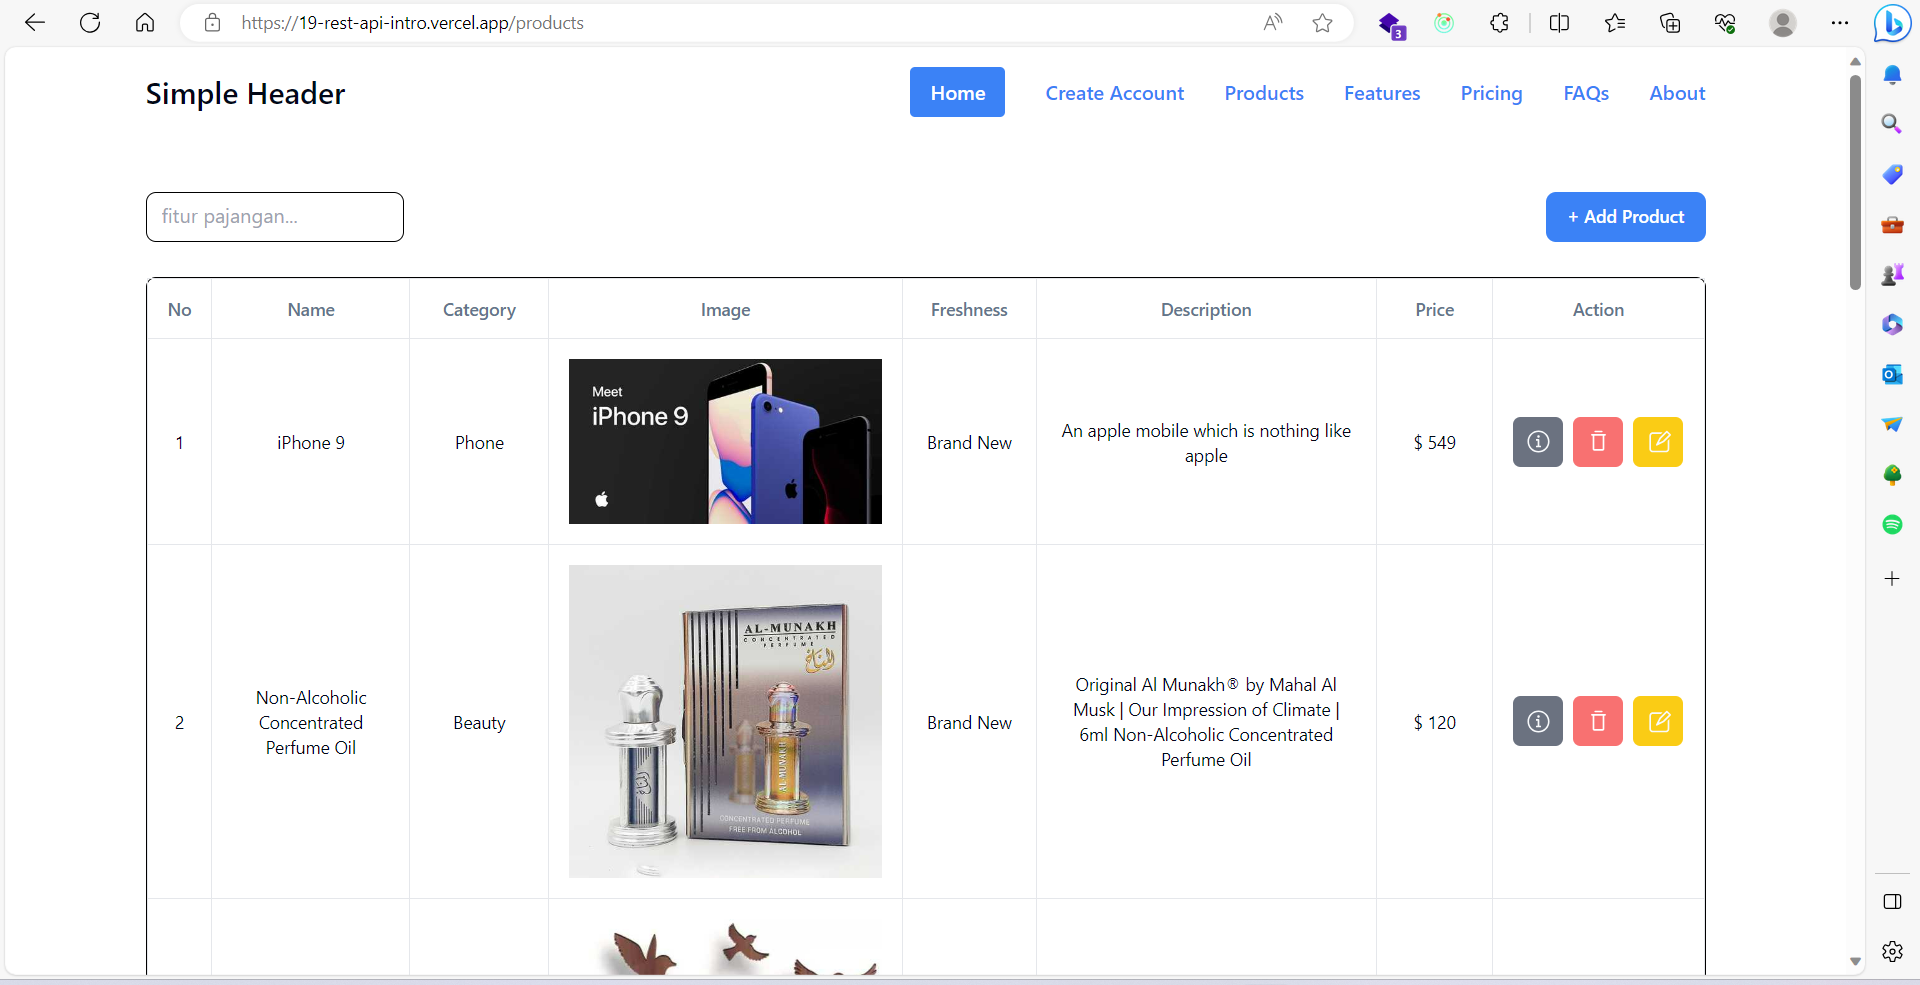 https://19-rest-api-intro.vercel.app/products
3
Simple Header
Home
Create Account
Products
Features
Pricing
FAQs
About
fitur pajangan...
+ Add Product
No
Name
Category
Image
Freshness
Description
Price
Action
1
iPhone 9
Phone
Meet
iPhone 9
Brand New
An apple mobile which is nothing like
apple
$ 549
2
Non-Alcoholic
Concentrated
Perfume Oil
Beauty
AL-MUNAKH
CONCENTRATED
PERFUME
المناخ
AL-MUNAKH
CONCENTRATED PERFUME
FREE FROM ALCOHOL
Brand New
Original Al Munakh® by Mahal Al
Musk | Our Impression of Climate |
6ml Non-Alcoholic Concentrated
Perfume Oil
$ 120